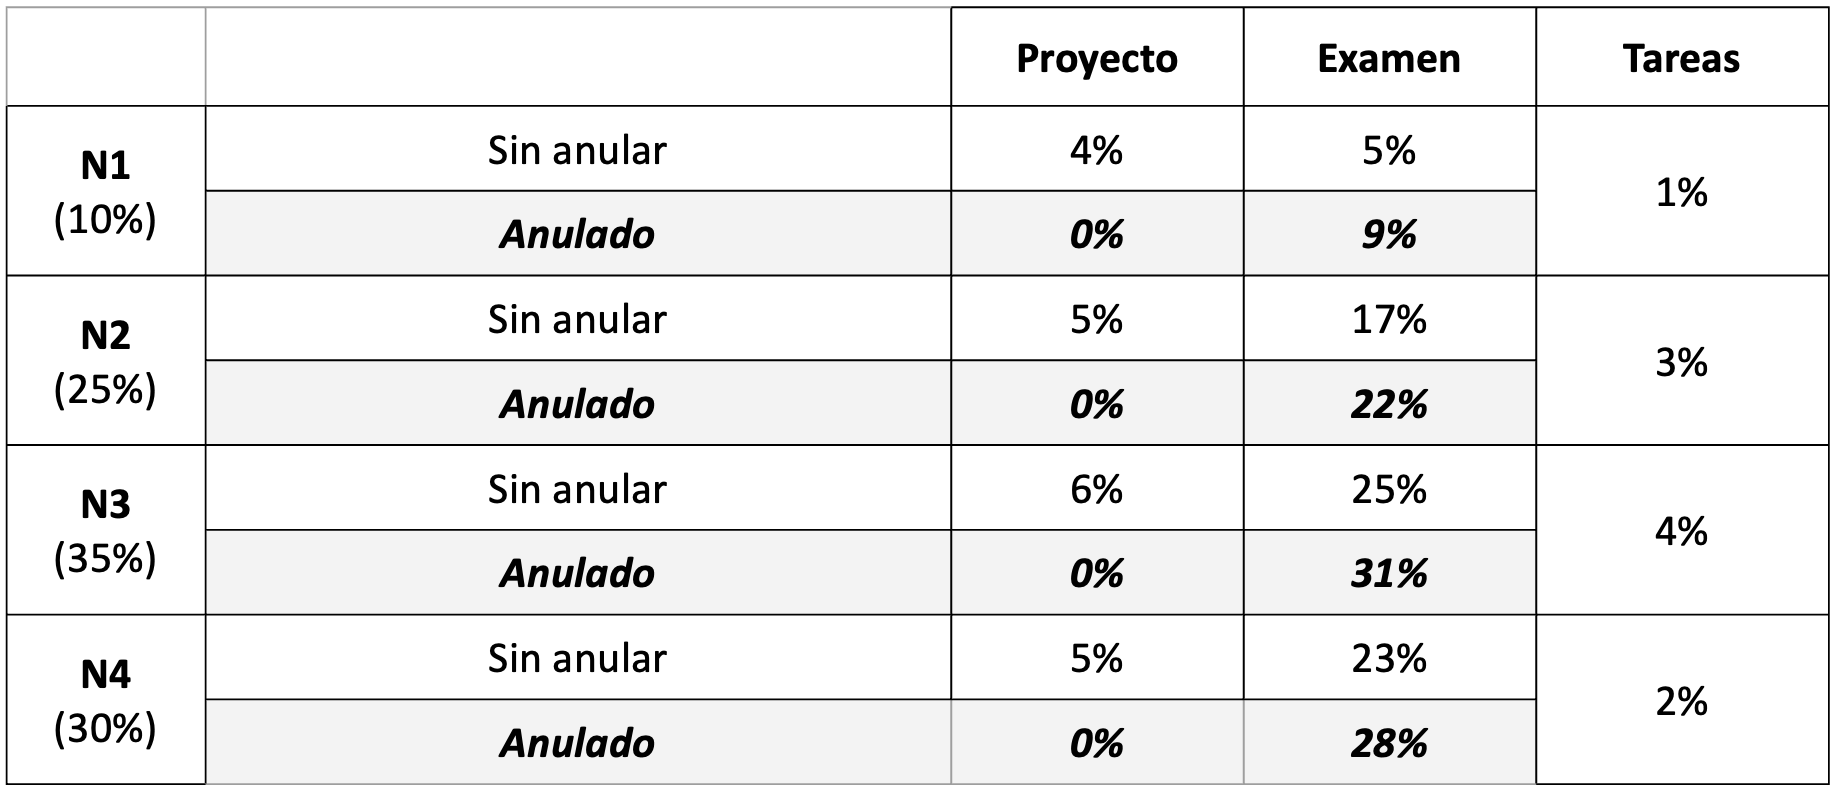 Proyecto Examen Tareas
N1
(10%)
Sin anular 4% 5%
Anulado 0% 9%
1%
N2
(25%)
Sin anular 5% 17%
Anulado 0% 22%
3%
N3
(35%)
Sin anular 6% 25%
Anulado 0% 31%
4%
N4
(30%)
Sin anular 5% 23%
Anulado 0% 28%
2%